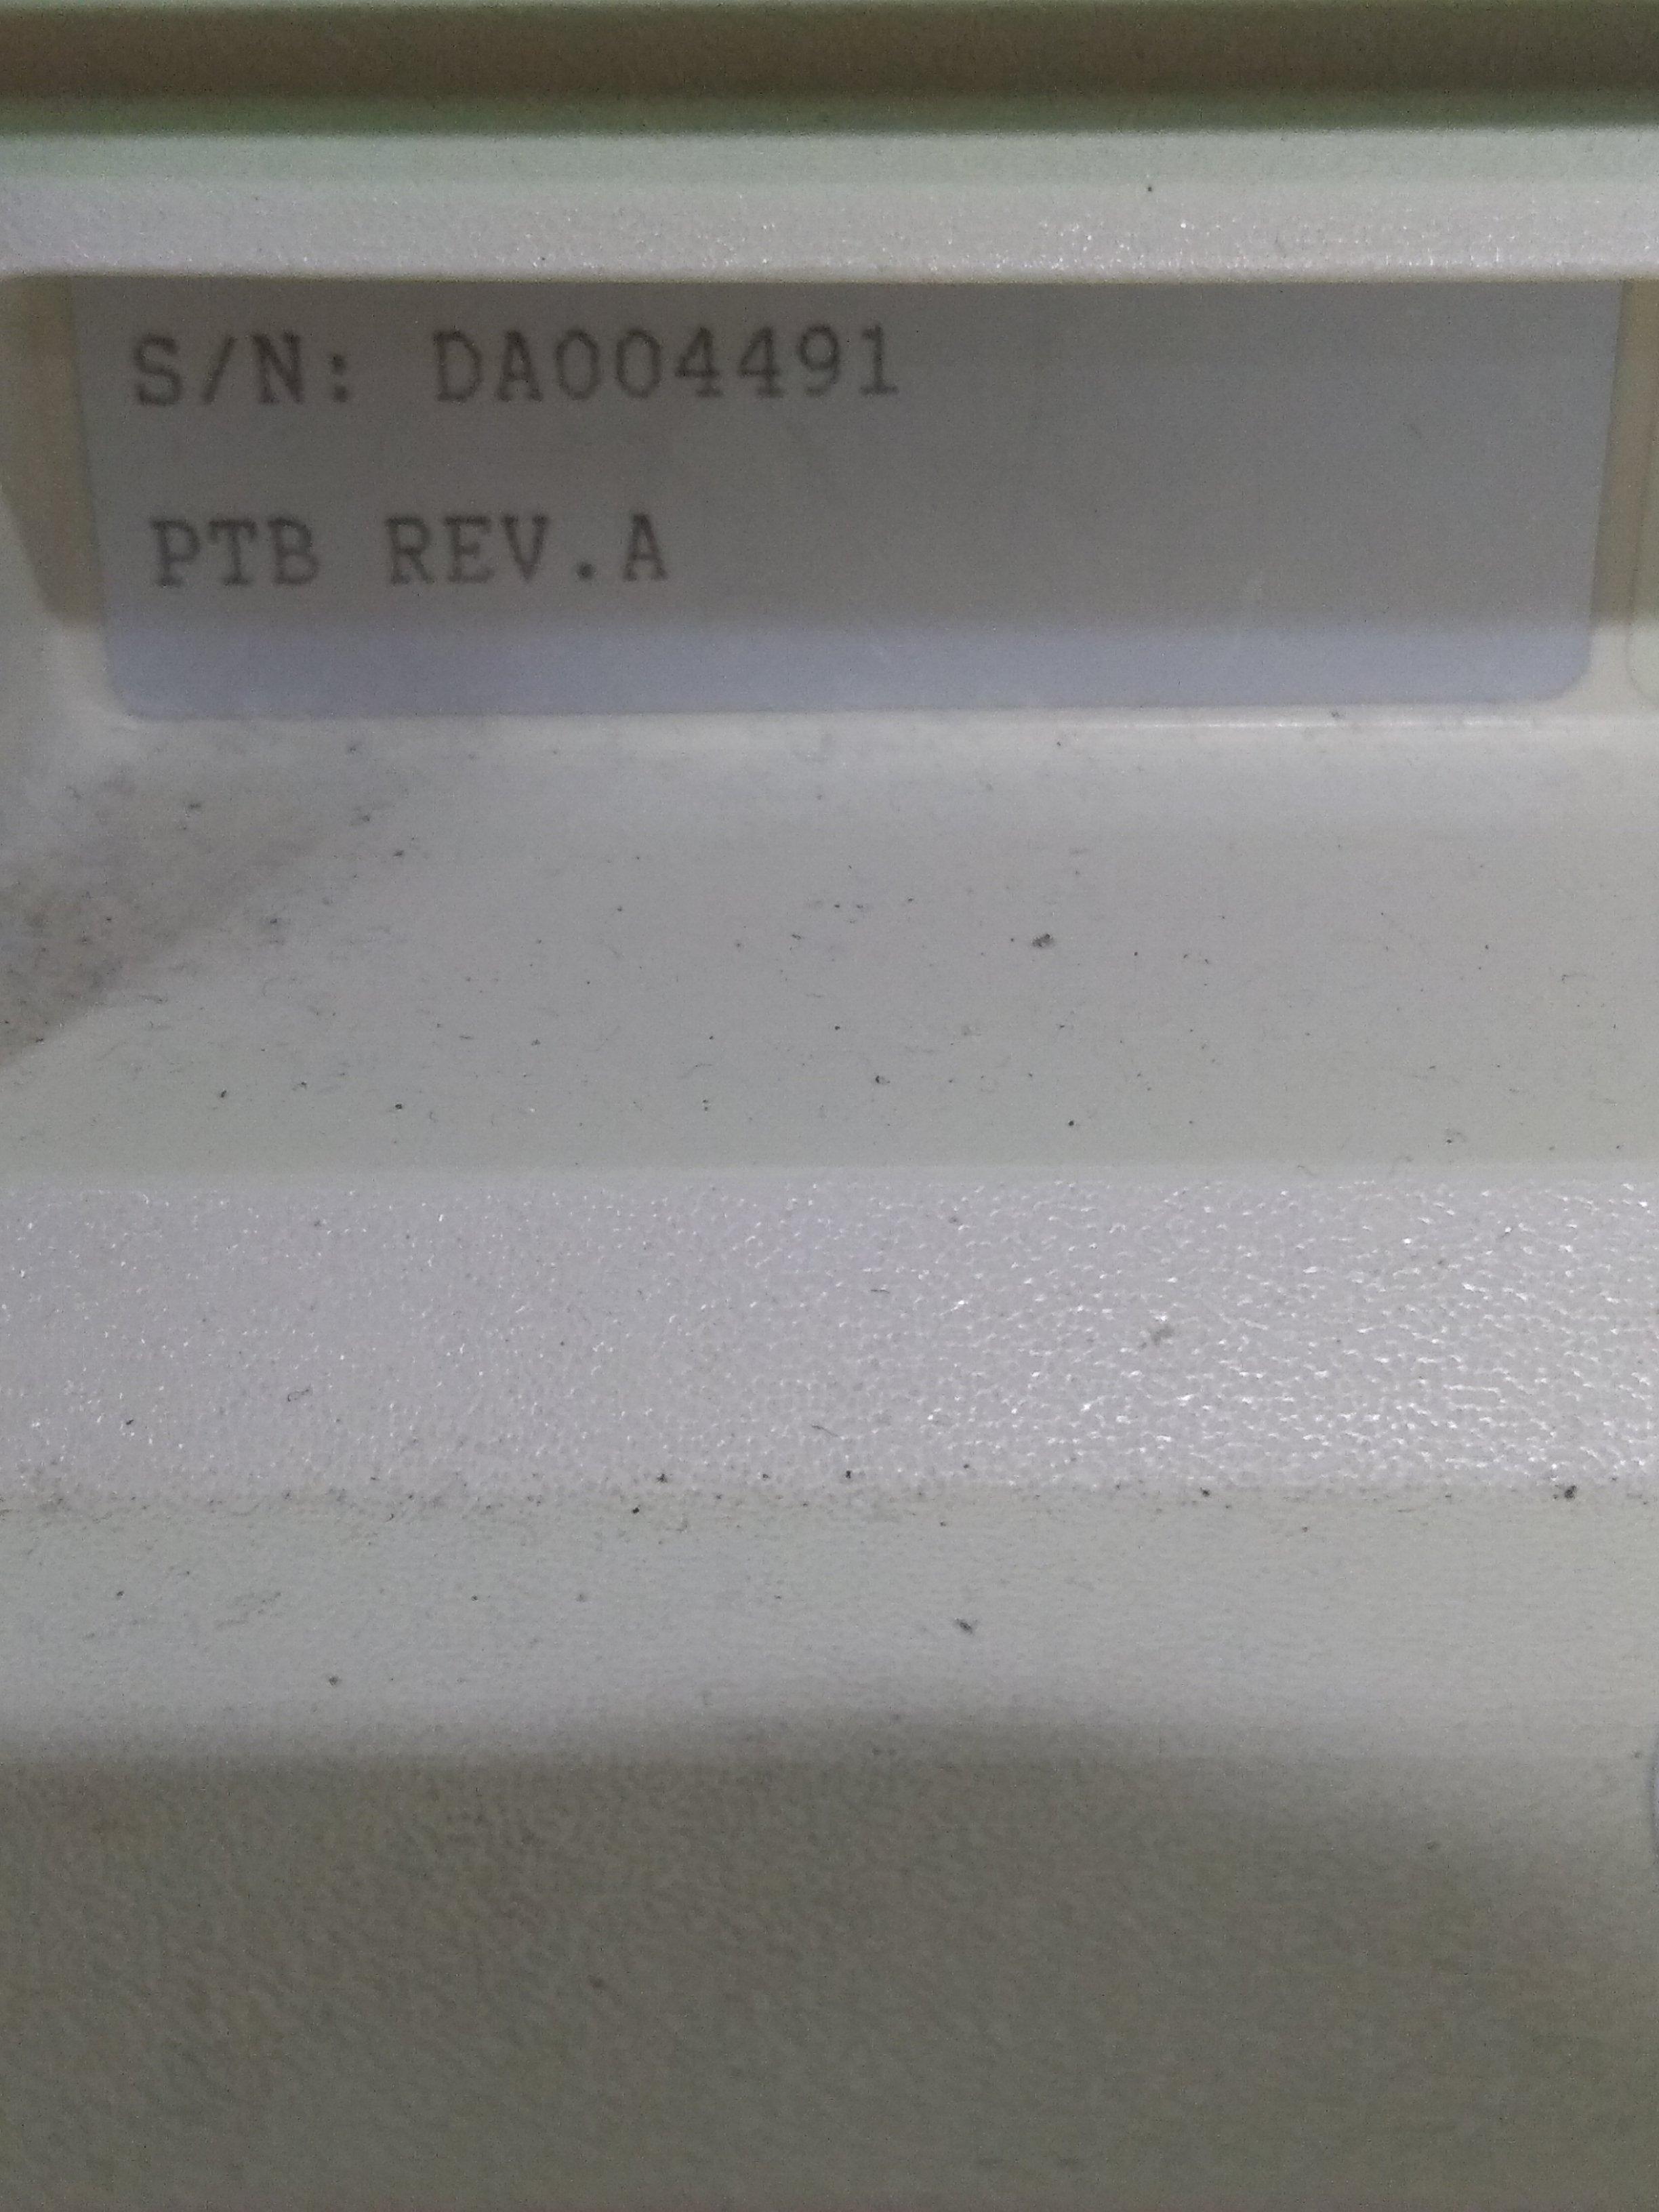 S/N: DA004491
PTB REV.A